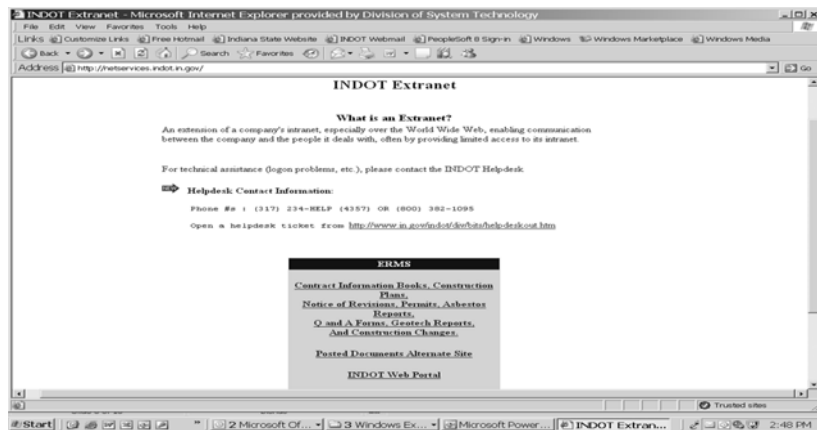 INDOT Extranet - Microsoft Internet Explorer provided by Division of System Technology
File Edit View Favorites Tools Help
Links Customize Links Free Hotmail Indiana State Website INDOT Webmail PeopleSoft 8 Sign-in Windows Windows Marketplace Windows Media
Back Search Favorites
Address http://netservices.indot.in.gov/ Go
INDOT Extranet
What is an Extranet?
An extension of a company's intranet, especially over the World Wide Web, enabling communication
between the company and the people it deals with, often by providing limited access to its intranet.
For technical assistance (logon problems, etc.), please contact the INDOT Helpdesk
Helpdesk Contact Information:
Phone #s : (317) 234-HELP (4357) OR (800) 382-1095
Open a helpdesk ticket from http://www.in.gov/indot/div/bits/helpdeskout.htm
ERMS
Contract Information Books, Construction
Plans,
Notice of Revisions, Permits, Asbestos
Reports,
Q and A Forms, Geotech Reports,
And Construction Changes.
Posted Documents Alternate Site
INDOT Web Portal
Trusted sites
Start 2 Microsoft Of... 3 Windows Ex... Microsoft Power... INDOT Extran... 2:48 PM